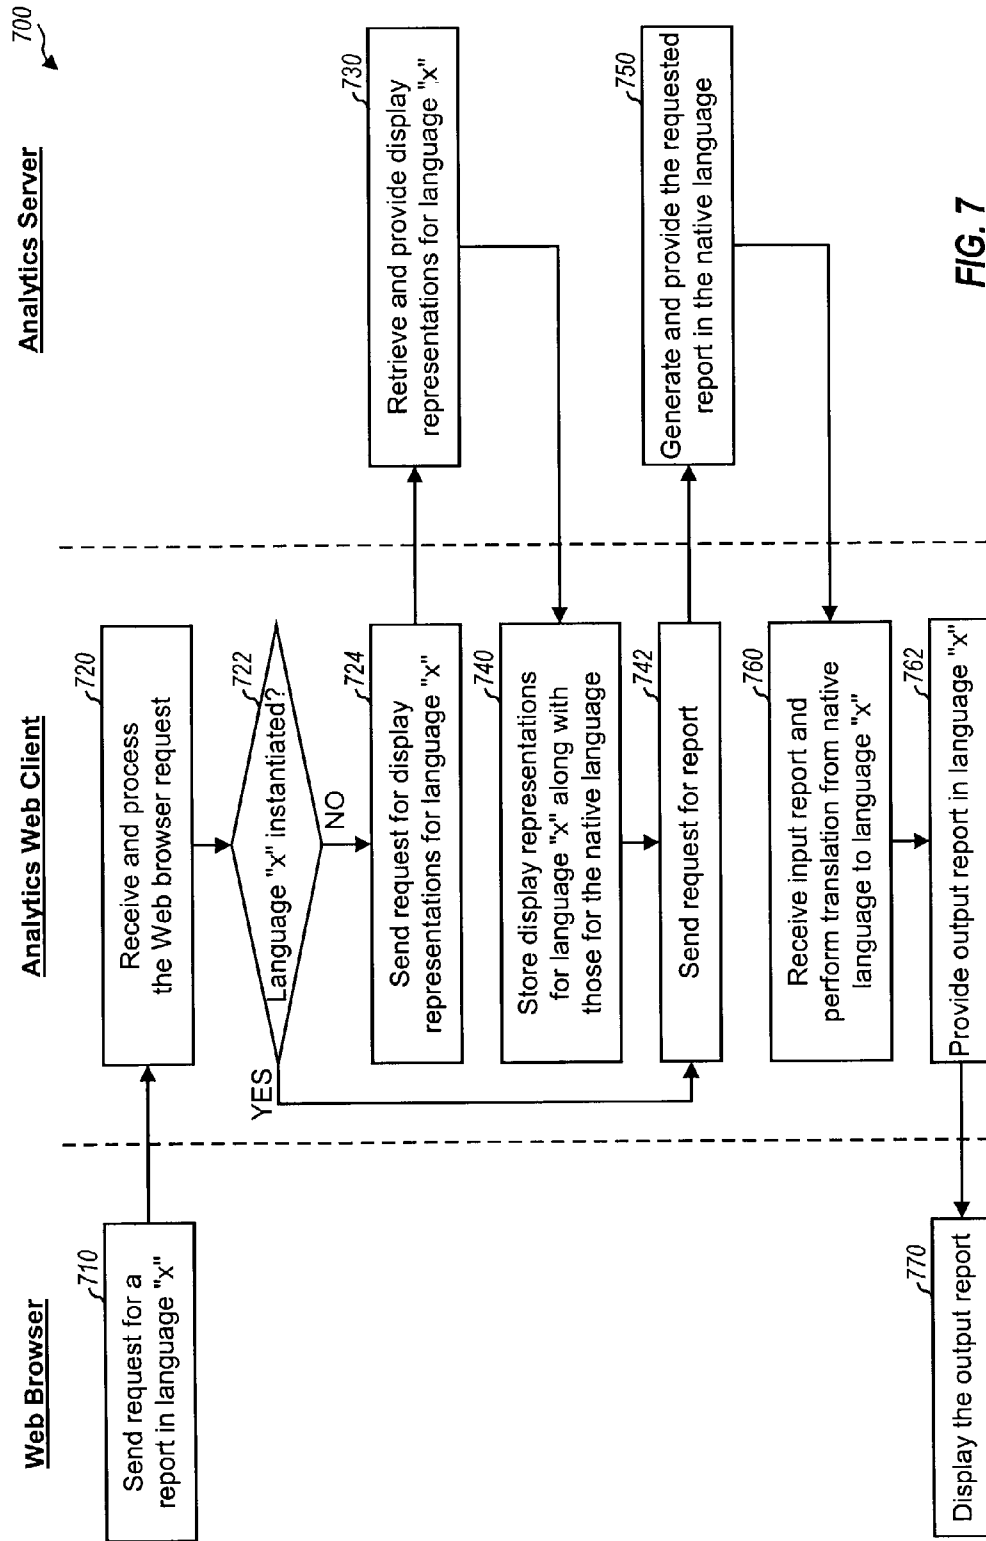 700
Web Browser
Analytics Web Client
Analytics Server
710
Send request for a
report in language "x"
720
Receive and process
the Web browser request
722
Language "x" instantiated?
YES
NO
724
Send request for display
representations for language "x"
730
Retrieve and provide display
representations for language "x"
740
Store display representations
for language "x" along with
those for the native language
742
Send request for report
750
Generate and provide the requested
report in the native language
760
Receive input report and
perform translation from native
language to language "x"
762
Provide output report in language "x"
770
Display the output report
FIG. 7